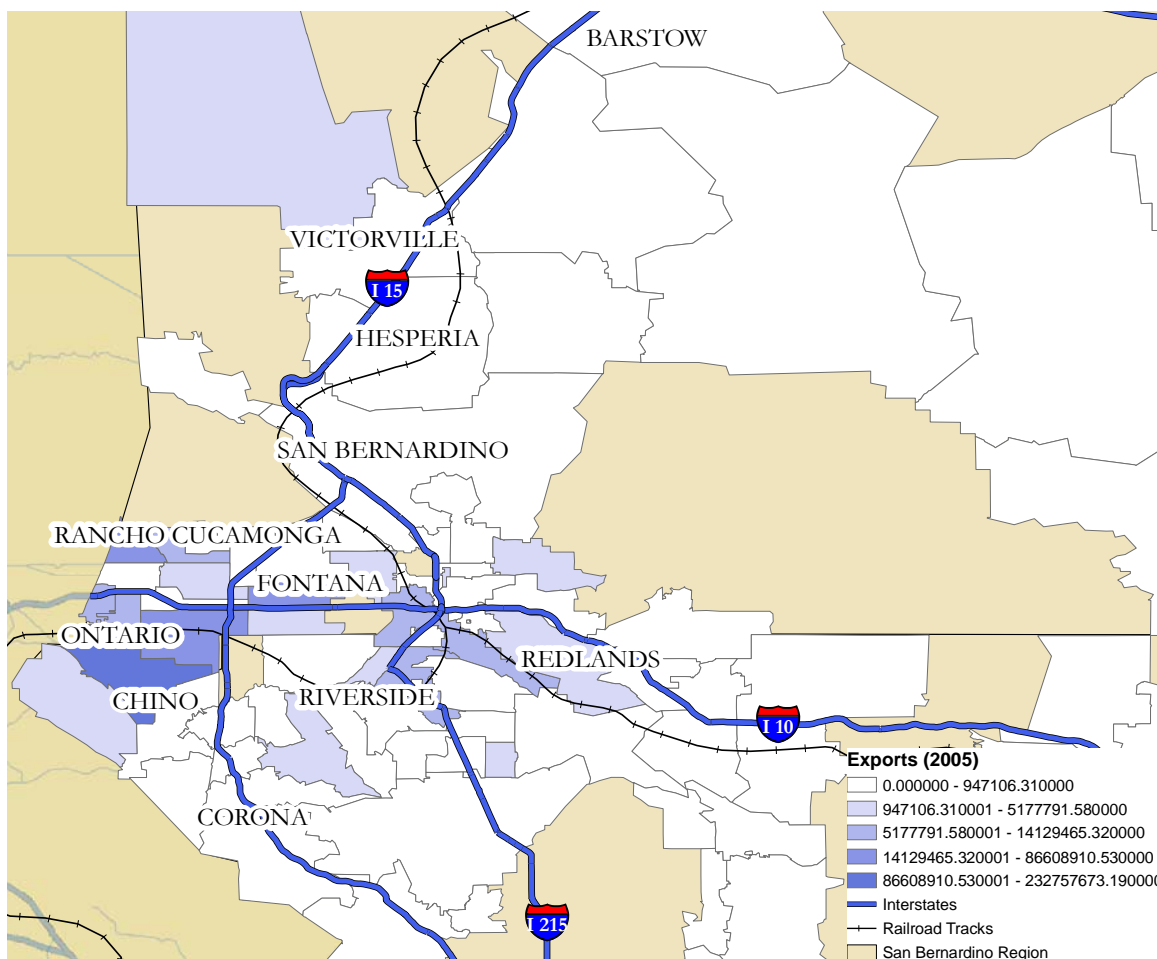 BARSTOW
VICTORVILLE
I 15
HESPERIA
SAN BERNARDINO
RANCHO CUCAMONGA
FONTANA
ONTARIO
REDLANDS
CHINO
RIVERSIDE
I 10
CORONA
I 215
Exports (2005)
0.000000 - 947106.310000
947106.310001 - 5177791.580000
5177791.580001 - 14129465.320000
14129465.320001 - 86608910.530000
86608910.530001 - 232757673.190000
Interstates
Railroad Tracks
San Bernardino Region